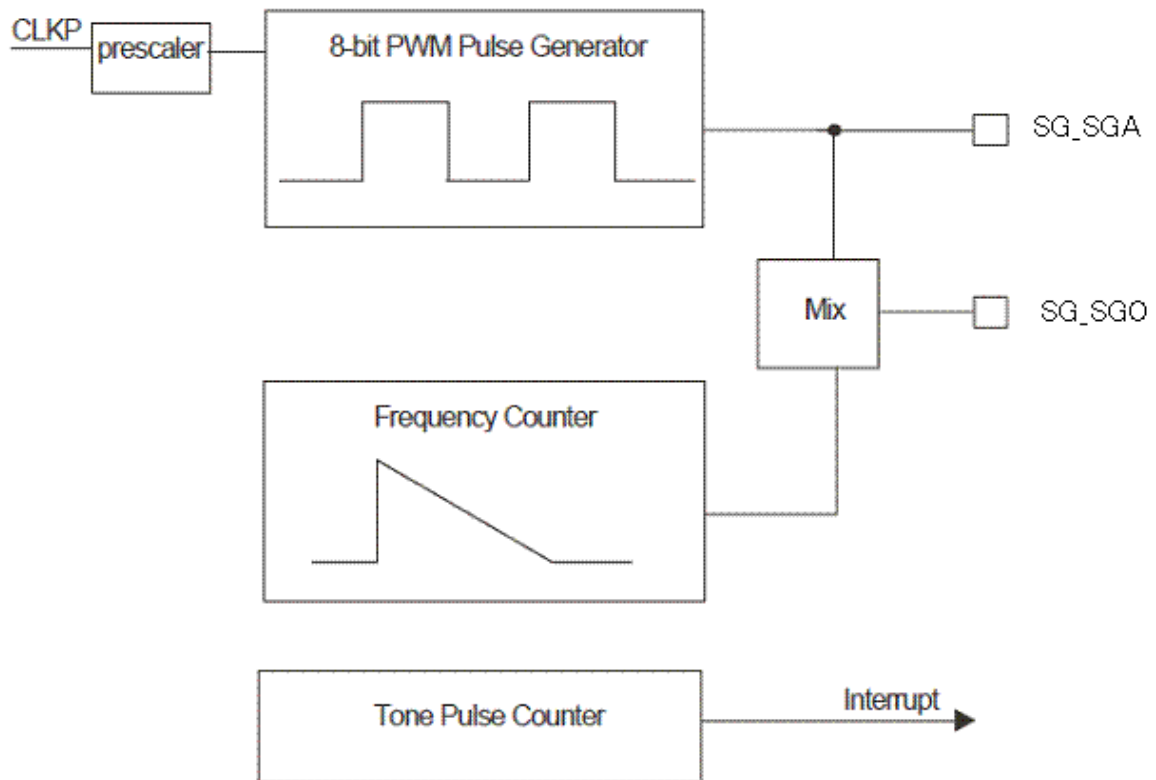 CLKP
prescaler
8-bit PWM Pulse Generator
SG_SGA
Mix
SG_SGO
Frequency Counter
Tone Pulse Counter
Interrupt